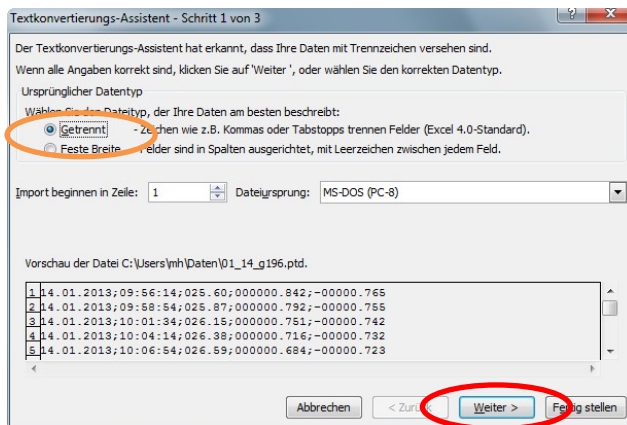 Textkonvertierungs-Assistent - Schritt 1 von 3
Der Textkonvertierungs-Assistent hat erkannt, dass Ihre Daten mit Trennzeichen versehen sind.
Wenn alle Angaben korrekt sind, klicken Sie auf 'Weiter ', oder wählen Sie den korrekten Datentyp.
Ursprünglicher Datentyp
Wählen Sie den Dateityp, der Ihre Daten am besten beschreibt:
Getrennt - Zeichen wie z.B. Kommas oder Tabstopps trennen Felder (Excel 4.0-Standard).
Feste Breite - Felder sind in Spalten ausgerichtet, mit Leerzeichen zwischen jedem Feld.
Import beginnen in Zeile: 1 Dateiursprung: MS-DOS (PC-8)
Vorschau der Datei C:\Users\mh\Daten\01_14_g196.ptd.
1 14.01.2013;09:56:14;025.60;000000.842;-00000.765
2 14.01.2013;09:58:54;025.87;000000.792;-00000.755
3 14.01.2013;10:01:34;026.15;000000.751;-00000.742
4 14.01.2013;10:04:14;026.38;000000.716;-00000.732
5 14.01.2013;10:06:54;026.59;000000.684;-00000.723
Abbrechen < Zurück Weiter > Fertig stellen